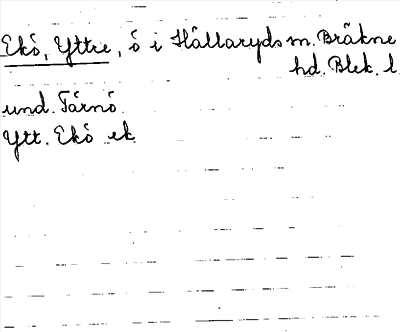 Ekö, Yttre, ö i Hällaryds sn. Bräkne
hd. Blek. l.
und. Tärnö.
Ytt. Ekö ek